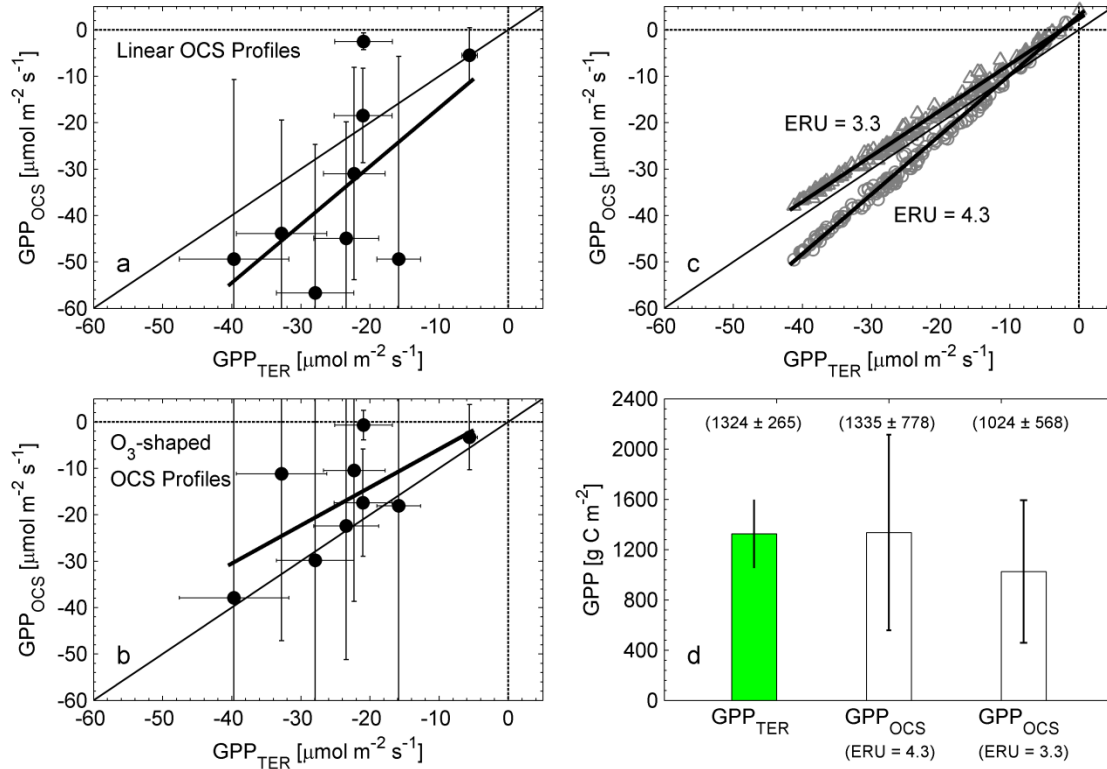 Linear OCS Profiles
a
0
-10
-20
-30
-40
-50
-60
GPP_OCS [μmol m⁻² s⁻¹]
-60 -50 -40 -30 -20 -10 0
GPP_TER [μmol m⁻² s⁻¹]
ERU = 3.3
ERU = 4.3
c
0
-10
-20
-30
-40
-50
-60
GPP_OCS [μmol m⁻² s⁻¹]
-60 -50 -40 -30 -20 -10 0
GPP_TER [μmol m⁻² s⁻¹]
O₃-shaped
OCS Profiles
b
0
-10
-20
-30
-40
-50
-60
GPP_OCS [μmol m⁻² s⁻¹]
-60 -50 -40 -30 -20 -10 0
GPP_TER [μmol m⁻² s⁻¹]
(1324 ± 265) (1335 ± 778) (1024 ± 568)
d
2400
2000
1600
1200
800
400
0
GPP [g C m⁻²]
GPP_TER GPP_OCS GPP_OCS
(ERU = 4.3) (ERU = 3.3)